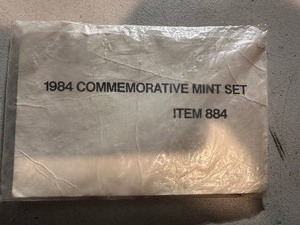 1984 COMMEMORATIVE MINT SET
ITEM 884